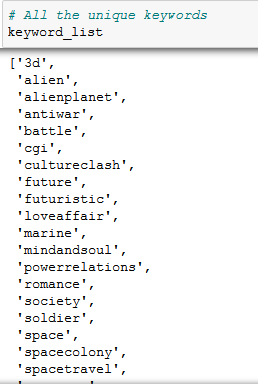 # All the unique keywords
keyword_list
['3d',
'alien',
'alienplanet',
'antiwar',
'battle',
'cgi',
'cultureclash',
'future',
'futuristic',
'loveaffair',
'marine',
'mindandsoul',
'powerrelations',
'romance',
'society',
'soldier',
'space',
'spacecolony',
'spacetravel',